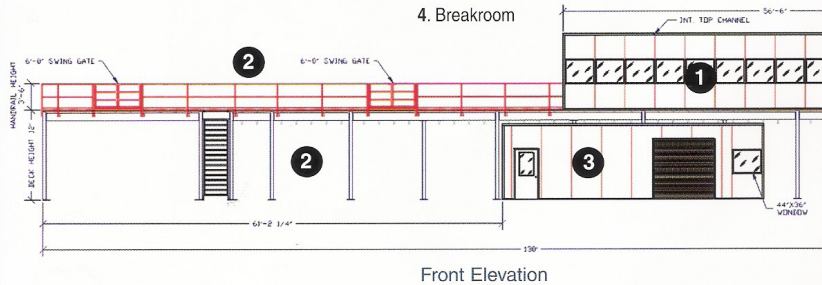 4. Breakroom
56'-6"
INT. TOP CHANNEL
6'-0" SWING GATE
2
6'-0" SWING GATE
1
HANDRAIL HEIGHT
3'-6"
DECK HEIGHT 12'
2
3
44"X36"
WINDOW
61'-2 1/4"
130'
Front Elevation